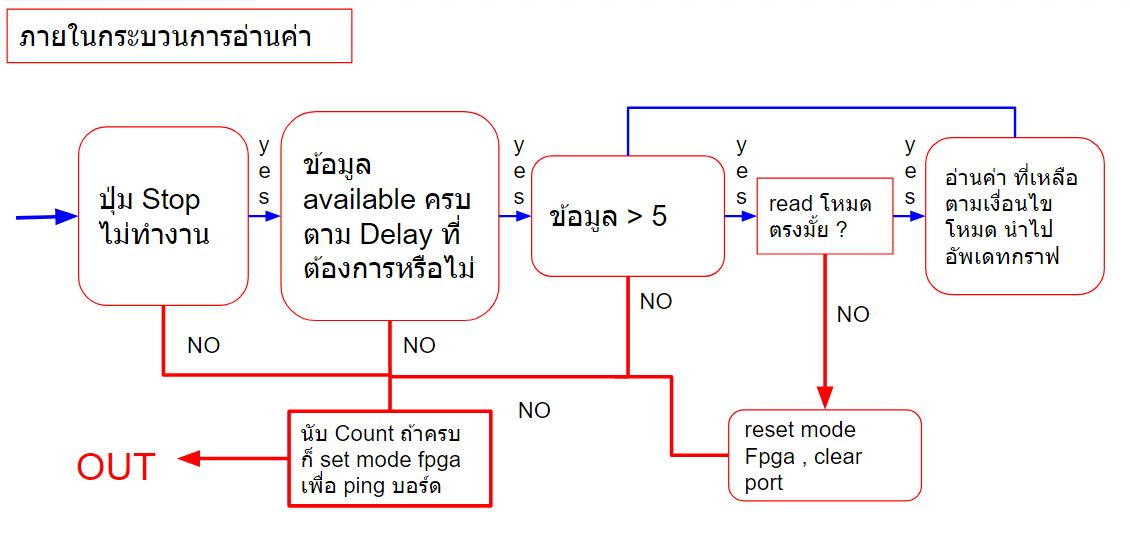 ภายในกระบวนการอ่านค่า
ปุ่ม Stop
ไม่ทำงาน
yes
ข้อมูล
available ครบ
ตาม Delay ที่
ต้องการหรือไม่
yes
ข้อมูล > 5
yes
read โหมด
ตรงมั้ย ?
yes
อ่านค่า ที่เหลือ
ตามเงื่อนไข
โหมด นำไป
อัพเดทกราฟ
NO
NO
NO
NO
NO
OUT
นับ Count ถ้าครบ
ก็ set mode fpga
เพื่อ ping บอร์ด
reset mode
Fpga , clear
port